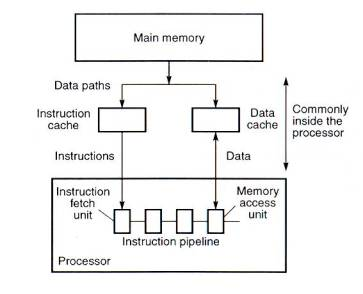 Main memory
Data paths
Instruction
cache
Data
cache
Commonly
inside the
processor
Instructions
Data
Instruction
fetch
unit
Memory
access
unit
Instruction pipeline
Processor